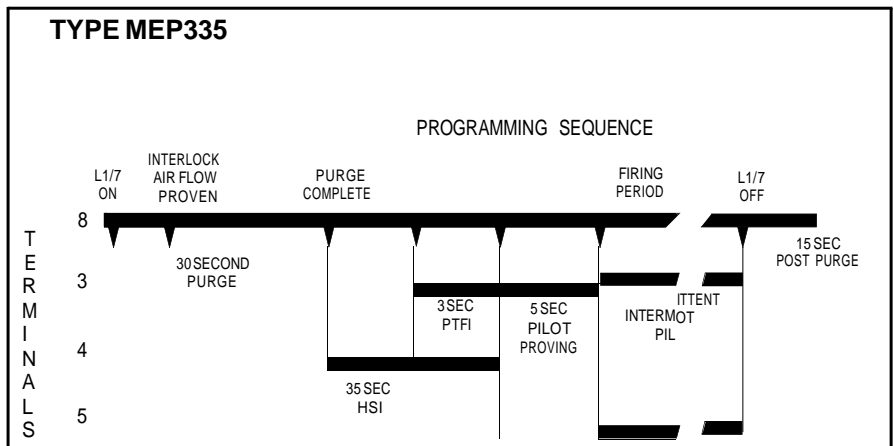 TYPE MEP335
PROGRAMMING SEQUENCE
L1/7
ON
INTERLOCK
AIR FLOW
PROVEN
PURGE
COMPLETE
FIRING
PERIOD
L1/7
OFF
8
30 SECOND
PURGE
15 SEC
POST PURGE
TERMINALS
3
3 SEC
PTFI
5 SEC
PILOT
PROVING
ITTENT
INTERMOT
PIL
4
35 SEC
HSI
5